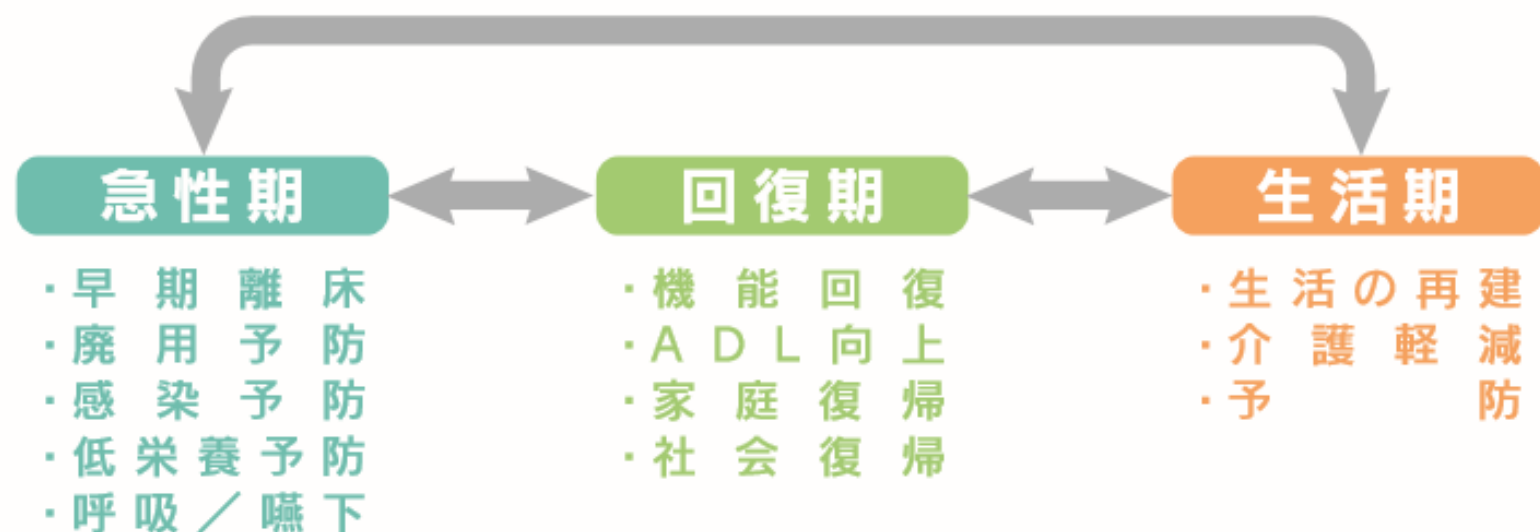 急性期
・早期離床
・廃用予防
・感染予防
・低栄養予防
・呼吸／嚥下
回復期
・機能回復
・ADL向上
・家庭復帰
・社会復帰
生活期
・生活の再建
・介護軽減
・予防